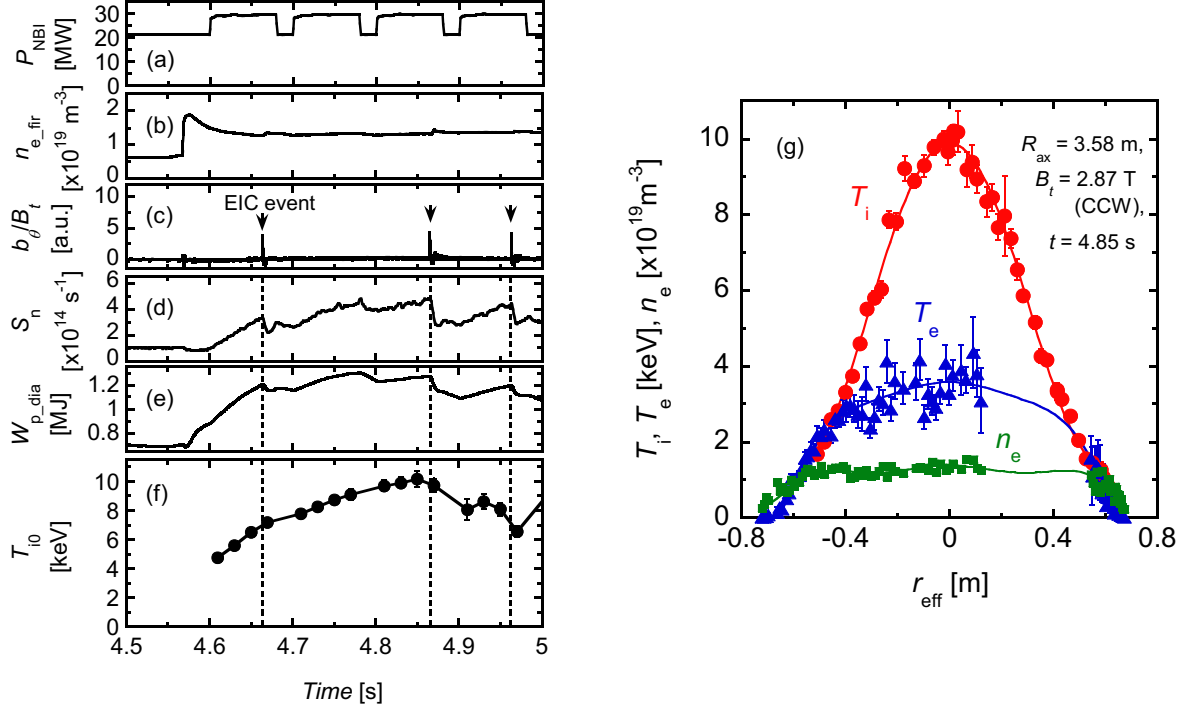 P_NBI [MW]
30
20
10
0
(a)
n_e_fir [x10^19 m^-3]
2
1
0
(b)
b_θ/B_t [a.u.]
10
5
0
(c)
EIC event
S_n [x10^14 s^-1]
6
4
2
0
(d)
W_p_dia [MJ]
1.2
0.8
(e)
T_i0 [keV]
10
8
6
4
2
0
(f)
4.5 4.6 4.7 4.8 4.9 5
Time [s]
T_i, T_e [keV], n_e [x10^19 m^-3]
10
8
6
4
2
0
(g)
R_ax = 3.58 m,
B_t = 2.87 T
(CCW),
t = 4.85 s
T_i
T_e
n_e
-0.8 -0.4 0 0.4 0.8
r_eff [m]